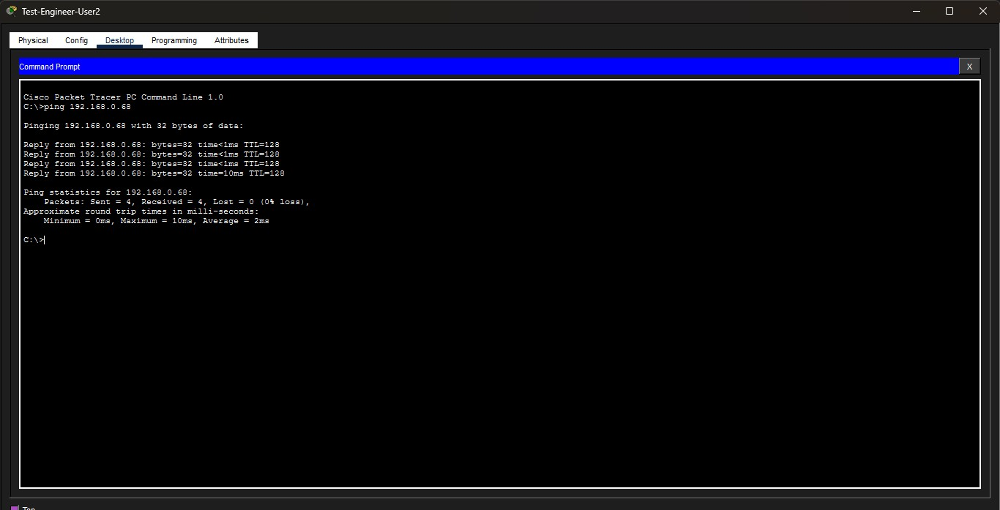 Test-Engineer-User2
Physical Config Desktop Programming Attributes
Command Prompt X
Cisco Packet Tracer PC Command Line 1.0
C:\>ping 192.168.0.68
Pinging 192.168.0.68 with 32 bytes of data:
Reply from 192.168.0.68: bytes=32 time<1ms TTL=128
Reply from 192.168.0.68: bytes=32 time<1ms TTL=128
Reply from 192.168.0.68: bytes=32 time<1ms TTL=128
Reply from 192.168.0.68: bytes=32 time=10ms TTL=128
Ping statistics for 192.168.0.68:
Packets: Sent = 4, Received = 4, Lost = 0 (0% loss),
Approximate round trip times in milli-seconds:
Minimum = 0ms, Maximum = 10ms, Average = 2ms
C:\>
Top